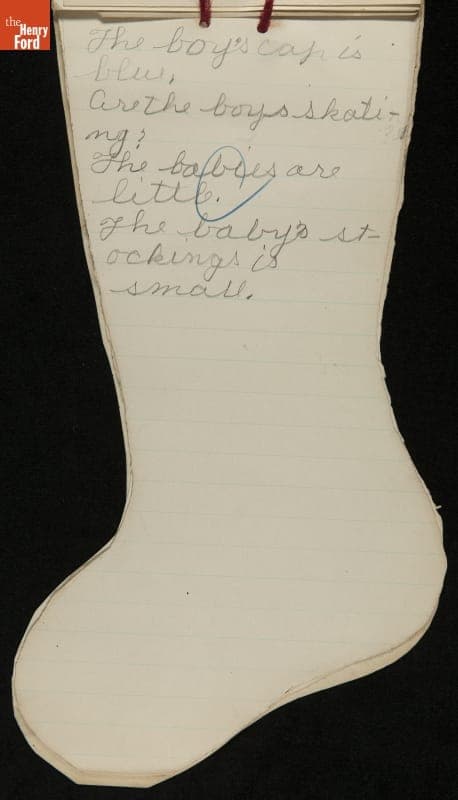 the
Henry
Ford
The boy's cap is
blue.
Are the boys skati-
ng?
The babies are
little.
The baby's st-
ockings is
small.